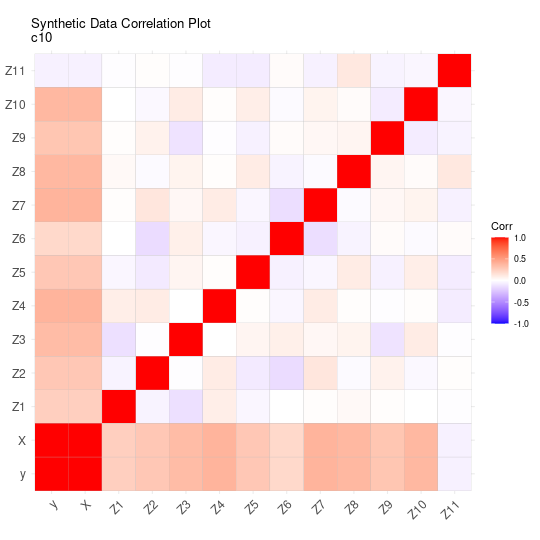 Synthetic Data Correlation Plot
c10
Z11
Z10
Z9
Z8
Z7
Z6
Z5
Z4
Z3
Z2
Z1
X
y
y
X
Z1
Z2
Z3
Z4
Z5
Z6
Z7
Z8
Z9
Z10
Z11
Corr
1.0
0.5
0.0
-0.5
-1.0